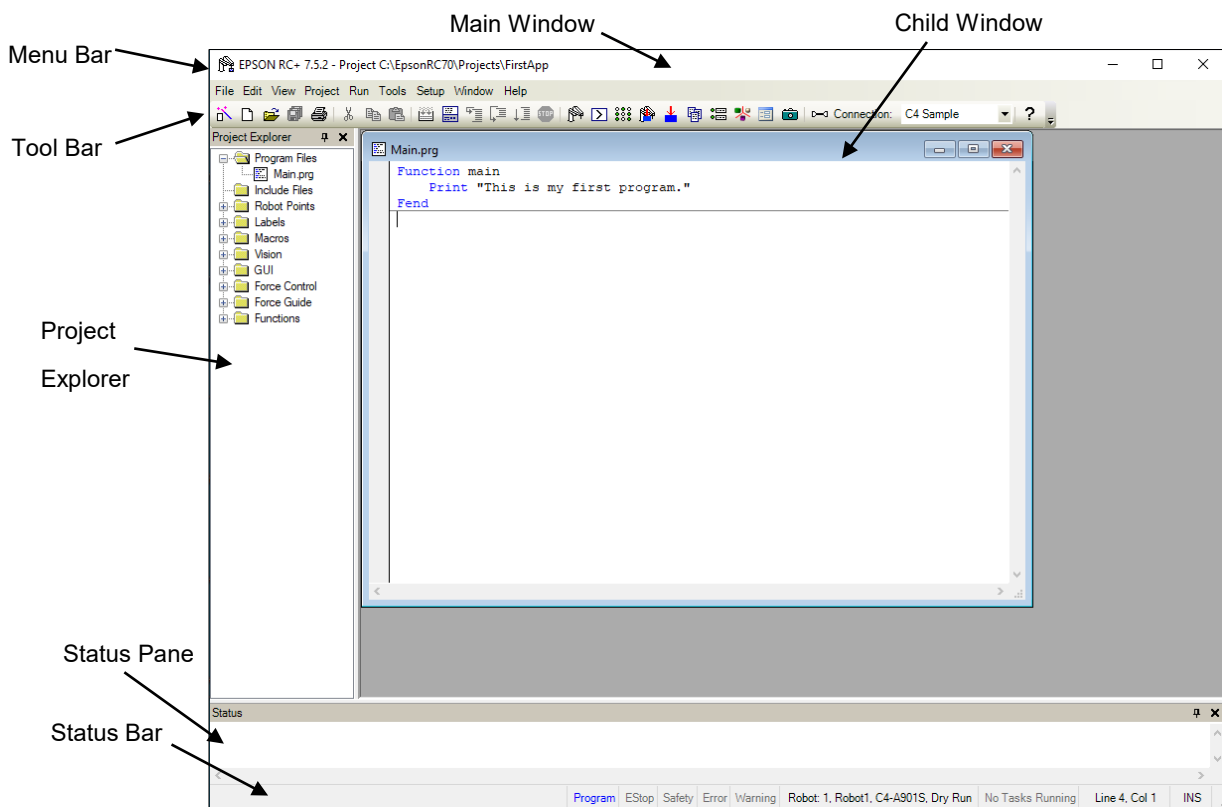 Main Window
Child Window
Menu Bar
EPSON RC+ 7.5.2 - Project C:\EpsonRC70\Projects\FirstApp
File Edit View Project Run Tools Setup Window Help
STOP Connection: C4 Sample ?
Tool Bar
Project Explorer
Main.prg
Program Files
Main.prg
Include Files
Robot Points
Labels
Macros
Vision
GUI
Force Control
Force Guide
Functions
Function main
Print "This is my first program."
Fend
Project
Explorer
Status Pane
Status
Status Bar
Program EStop Safety Error Warning Robot: 1, Robot1, C4-A901S, Dry Run No Tasks Running Line 4, Col 1 INS